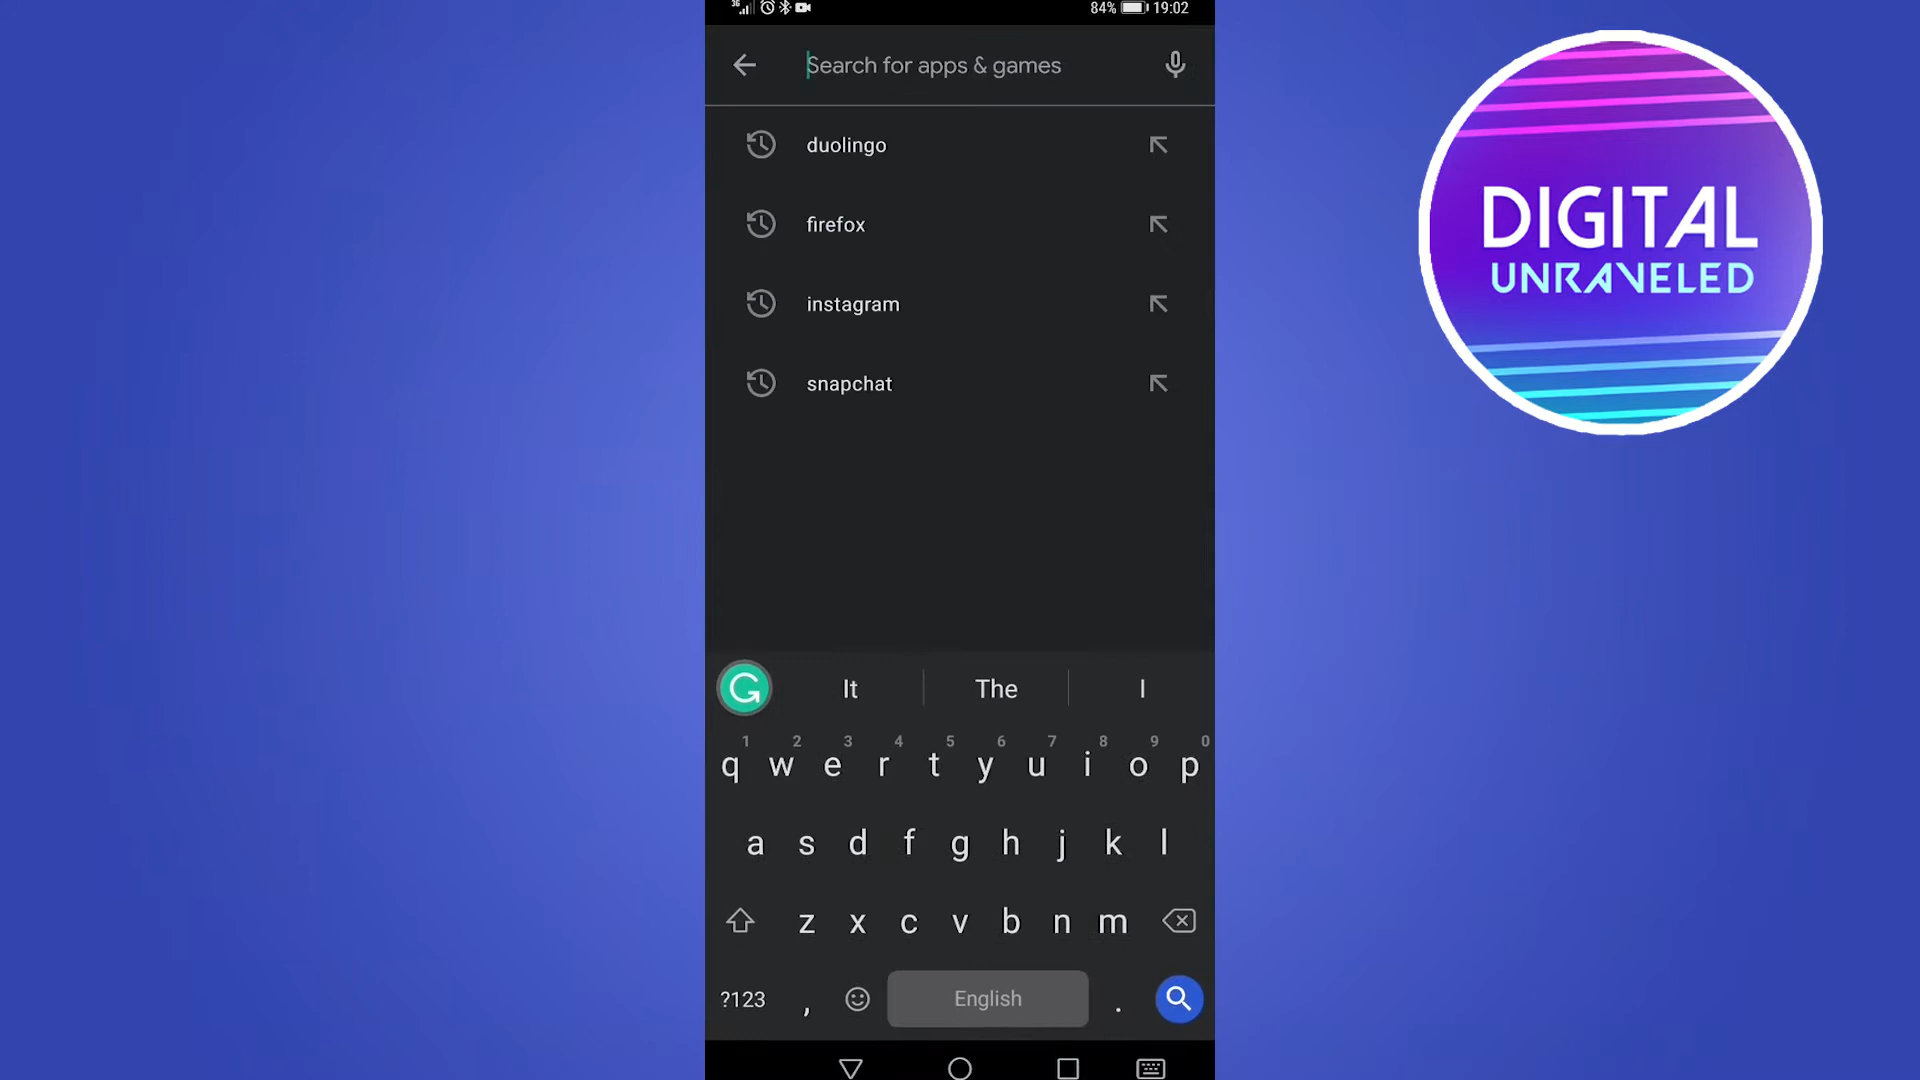 3G 84% 19:02
Search for apps & games
duolingo
firefox
instagram
snapchat
DIGITAL
UNRAVELED
It The I
1 2 3 4 5 6 7 8 9 0
q w e r t y u i o p
a s d f g h j k l
z x c v b n m
?123 , English .